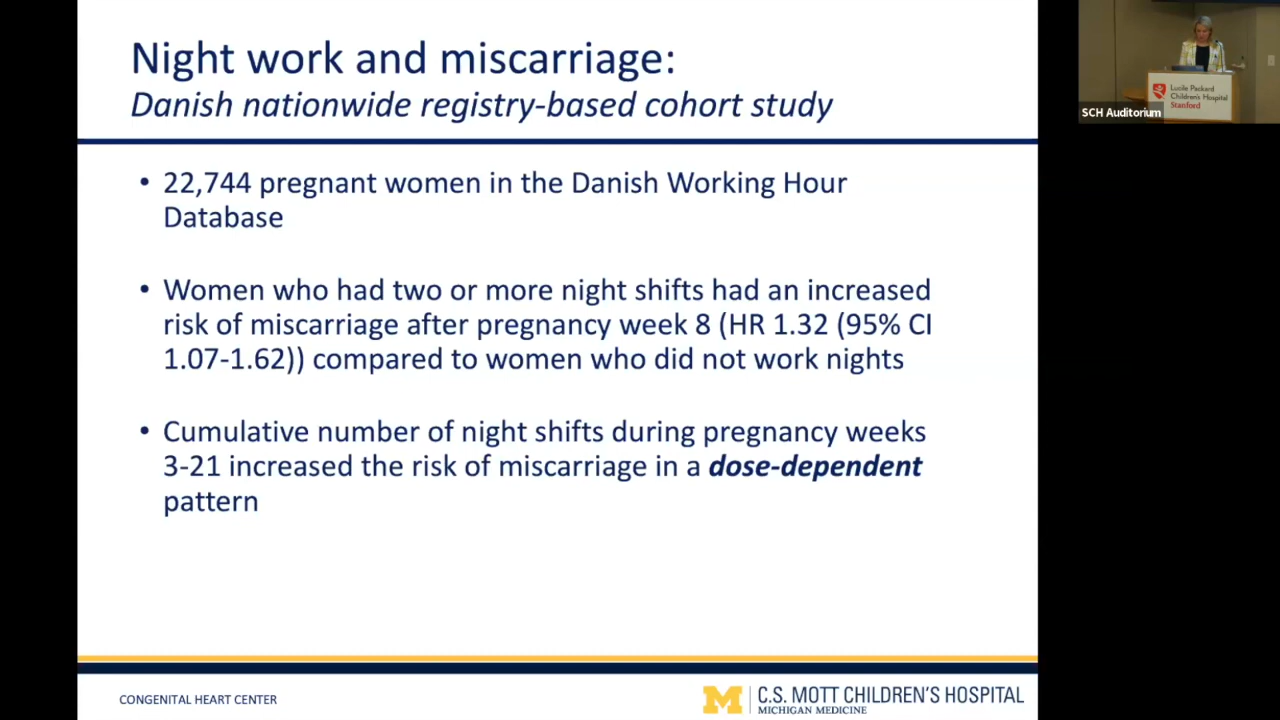 Night work and miscarriage:
Danish nationwide registry-based cohort study
• 22,744 pregnant women in the Danish Working Hour
Database
• Women who had two or more night shifts had an increased
risk of miscarriage after pregnancy week 8 (HR 1.32 (95% CI
1.07-1.62)) compared to women who did not work nights
• Cumulative number of night shifts during pregnancy weeks
3-21 increased the risk of miscarriage in a dose-dependent
pattern
CONGENITAL HEART CENTER
M
C.S. MOTT CHILDREN'S HOSPITAL
MICHIGAN MEDICINE
Lucile Packard
Children's Hospital
Stanford
SCH Auditorium